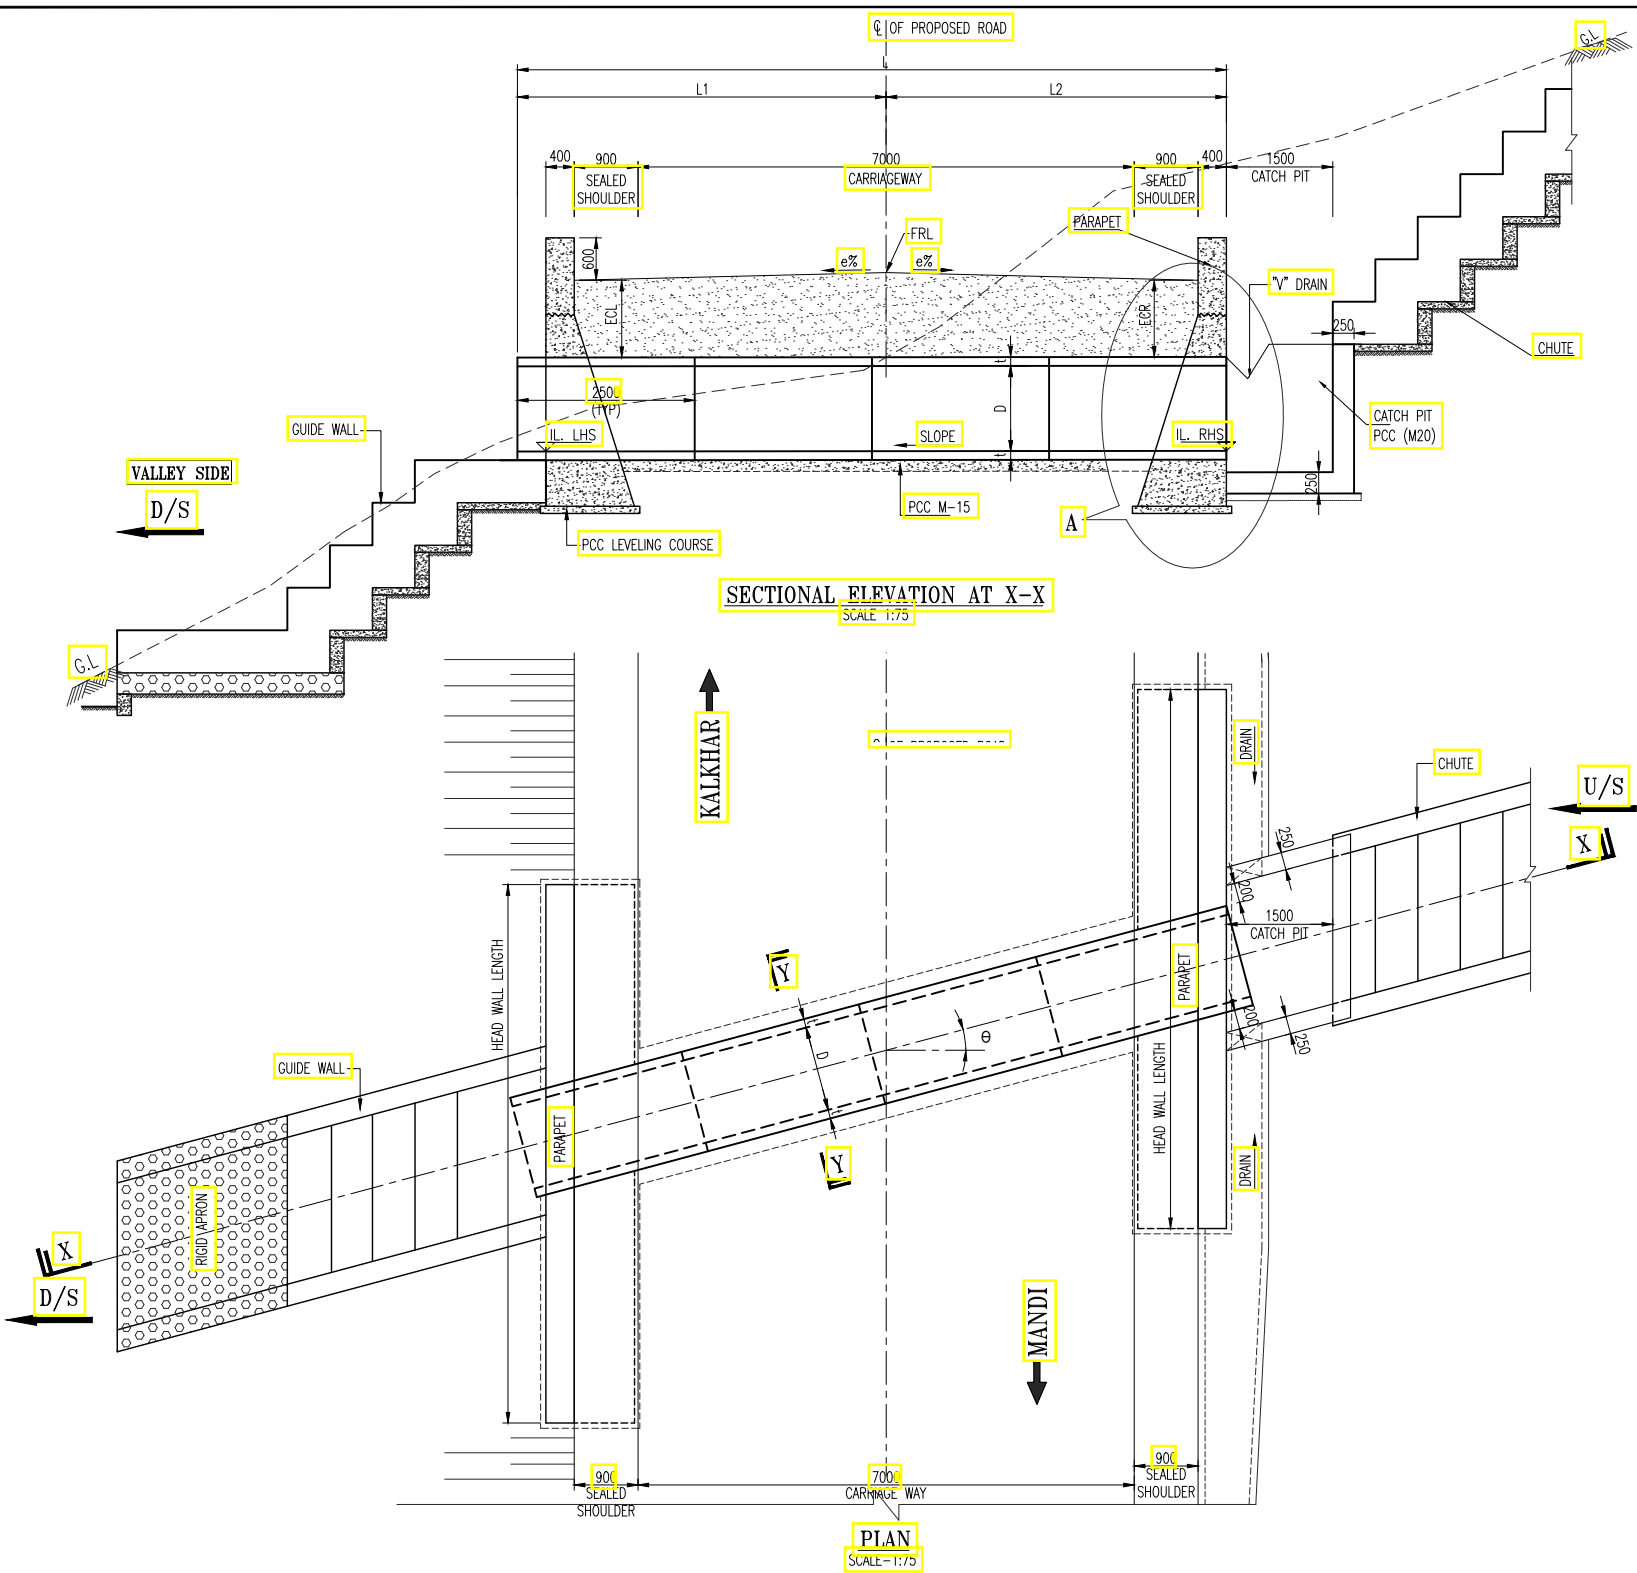 ℄ OF PROPOSED ROAD
G.L
L
L1
L2
400
900
7000
900
400
1500
SEALED
SHOULDER
CARRIAGEWAY
SEALED
SHOULDER
CATCH PIT
PARAPET
FRL
600
e%
e%
"V" DRAIN
ECL
ECR
250
CHUTE
t
2500
(TYP)
D
GUIDE WALL
IL. LHS
SLOPE
IL. RHS
CATCH PIT
PCC (M20)
t
VALLEY SIDE
250
D/S
PCC M-15
A
PCC LEVELING COURSE
SECTIONAL ELEVATION AT X-X
SCALE 1:75
G.L
KALKHAR
DRAIN
CHUTE
U/S
X
250
200
1500
CATCH PIT
HEAD WALL LENGTH
PARAPET
Y
200
250
t
θ
D
GUIDE WALL
t
PARAPET
HEAD WALL LENGTH
Y
DRAIN
RIGID APRON
X
D/S
MANDI
900
SEALED
SHOULDER
7000
CARRIAGE WAY
900
SEALED
SHOULDER
PLAN
SCALE-1:75